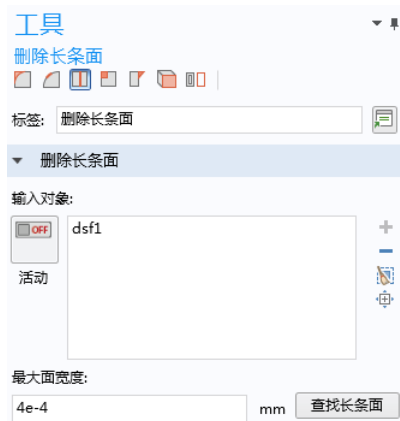 工具
删除长条面
标签: 删除长条面
删除长条面
输入对象:
OFF
dsf1
活动
最大面宽度:
4e-4 mm 查找长条面